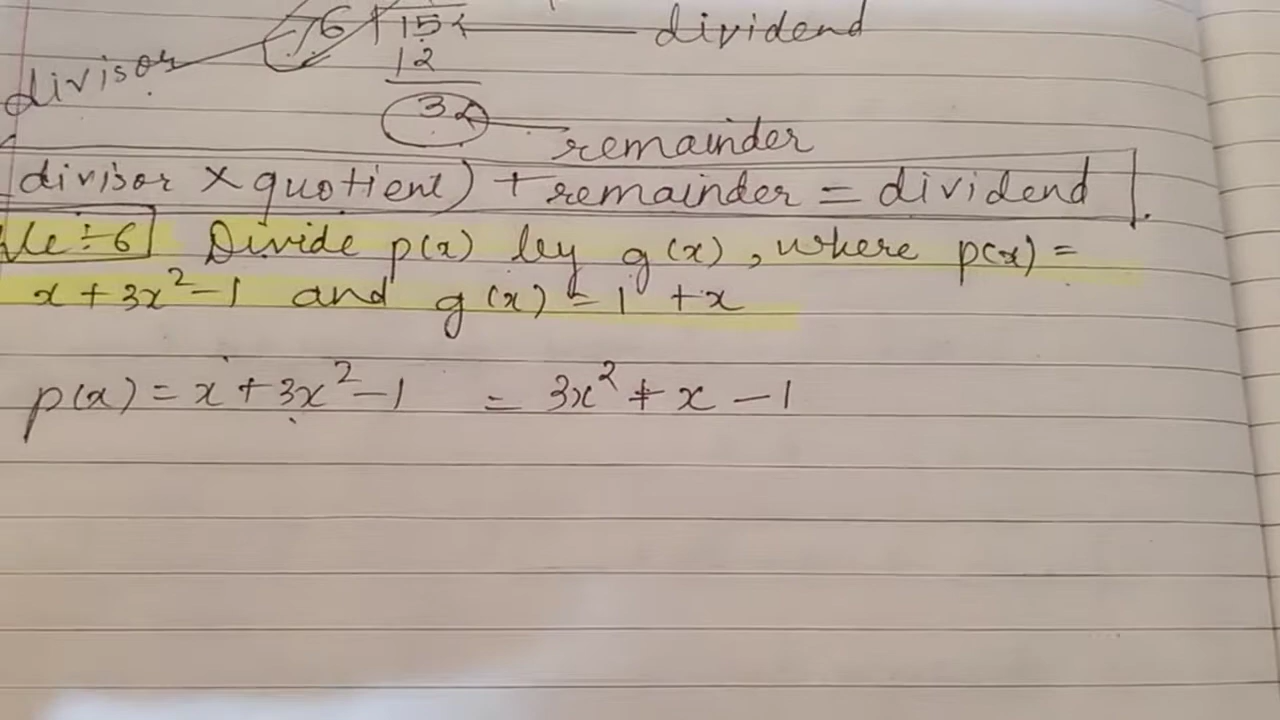 6 15 dividend
divisor 12
3
remainder
divisor × quotient) + remainder = dividend
÷ 6 Divide p(x) by g(x), where p(x) =
x + 3x² - 1 and g(x) = 1 + x
p(x) = x + 3x² - 1 = 3x² + x - 1